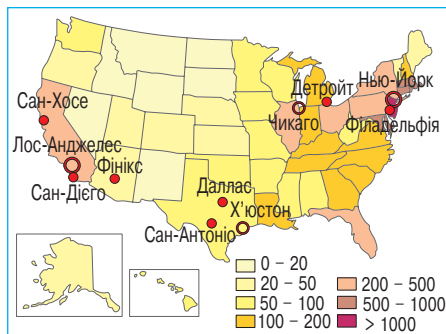 Сан-Хосе
Лос-Анджелес
Сан-Дієго
Фінікс
Даллас
Х'юстон
Сан-Антоніо
Детройт
Чикаго
Нью-Йорк
Філадельфія
0 – 20
20 – 50
50 – 100
100 – 200
200 – 500
500 – 1000
> 1000